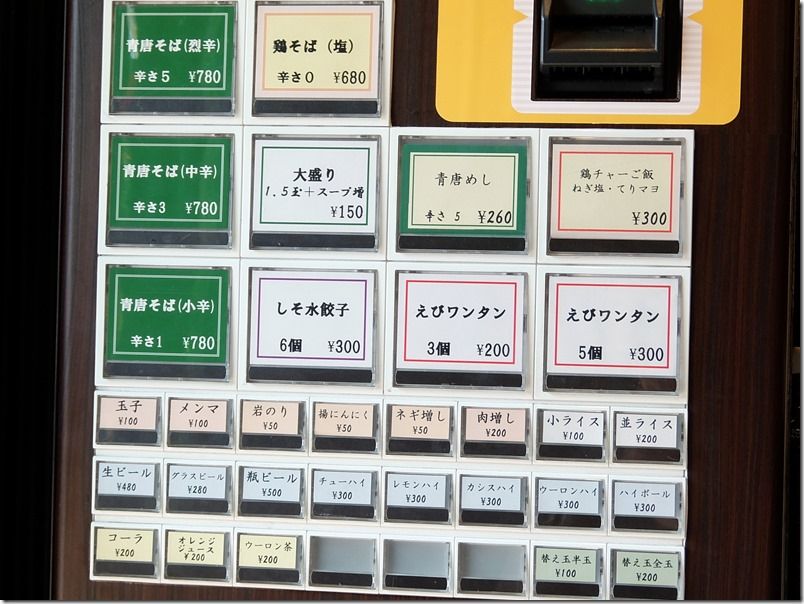 青唐そば(烈辛)
辛さ5 ¥780
鶏そば（塩）
辛さ0 ¥680
青唐そば(中辛)
辛さ3 ¥780
大盛り
1.5玉＋スープ増
¥150
青唐めし
辛さ 5 ¥260
鶏チャーご飯
ねぎ塩・てりマヨ
¥300
青唐そば(小辛)
辛さ1 ¥780
しそ水餃子
6個 ¥300
えびワンタン
3個 ¥200
えびワンタン
5個 ¥300
玉子
¥100
メンマ
¥100
岩のり
¥50
揚にんにく
¥50
ネギ増し
¥50
肉増し
¥200
小ライス
¥100
並ライス
¥200
生ビール
¥480
グラスビール
¥280
瓶ビール
¥500
チューハイ
¥300
レモンハイ
¥300
カシスハイ
¥300
ウーロンハイ
¥300
ハイボール
¥300
コーラ
¥200
オレンジ
ジュース
¥200
ウーロン茶
¥200
替え玉半玉
¥100
替え玉全玉
¥200